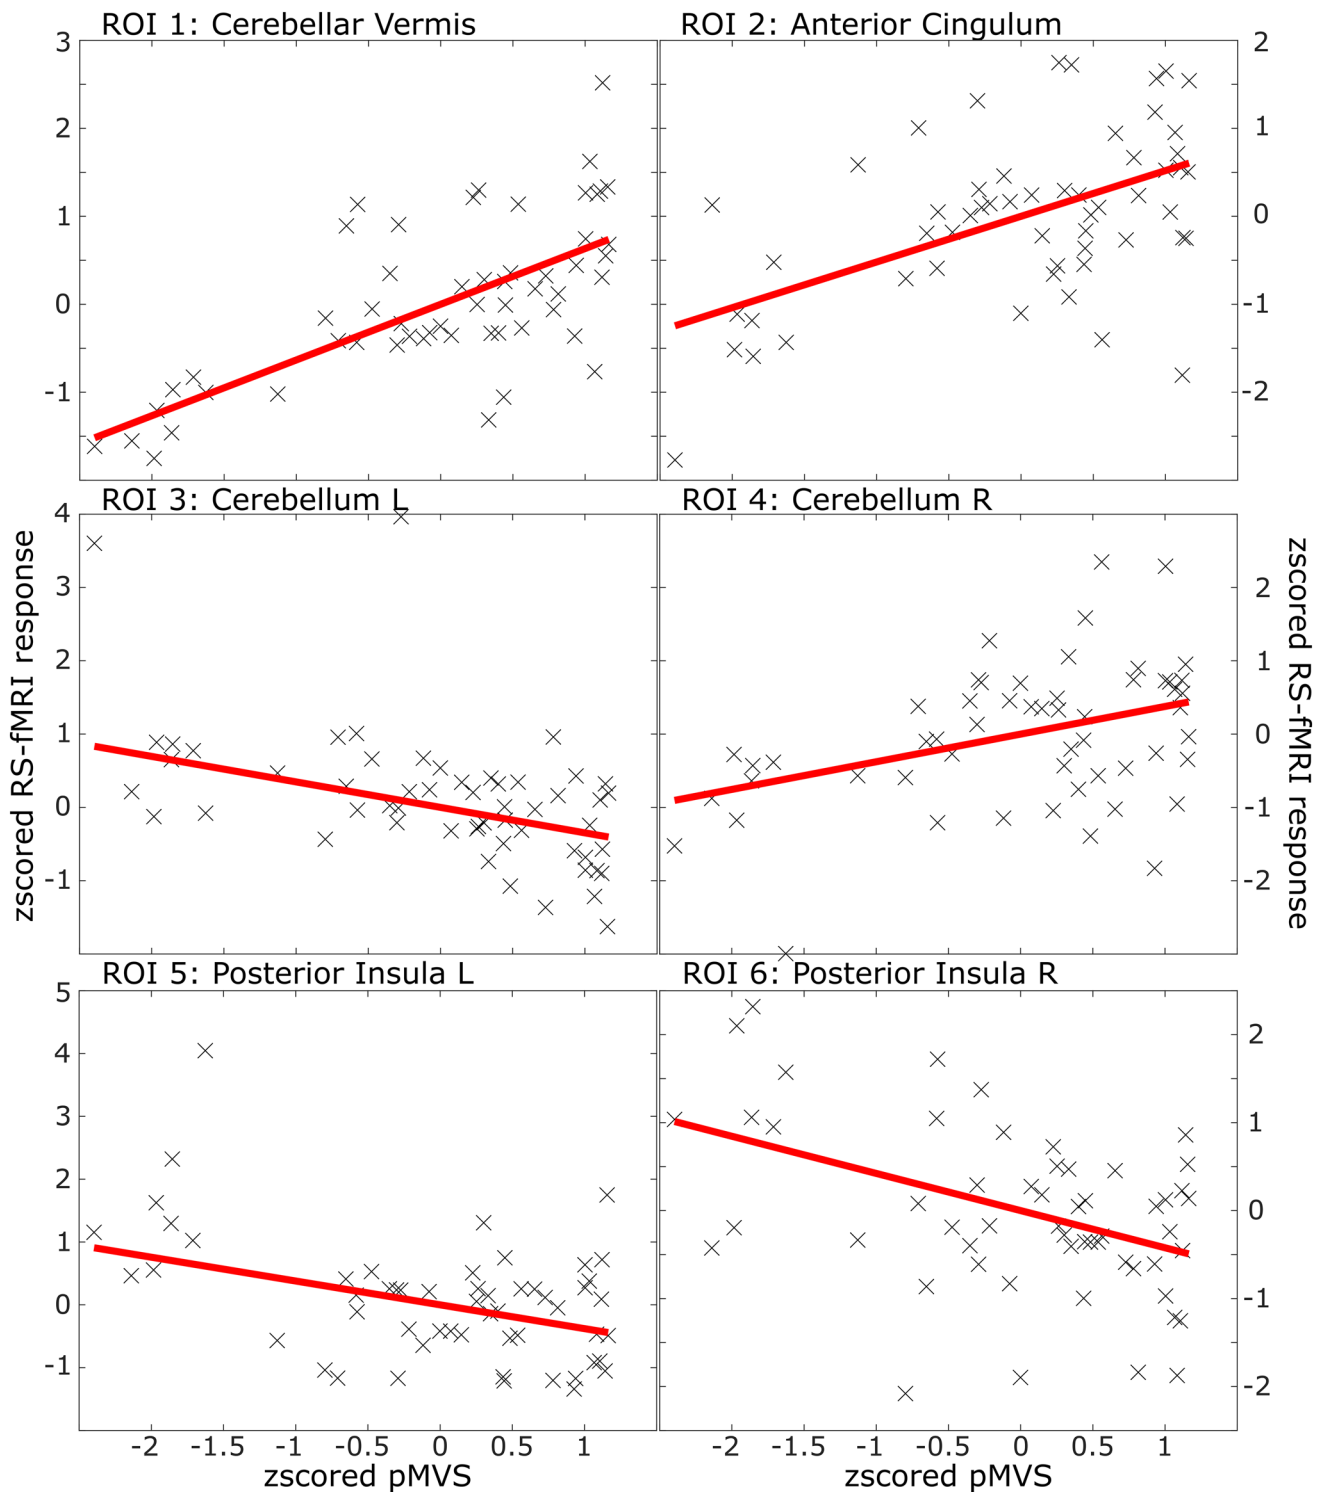 ROI 1: Cerebellar Vermis
ROI 2: Anterior Cingulum
3
2
1
0
-1
2
1
0
-1
-2
ROI 3: Cerebellum L
ROI 4: Cerebellum R
4
3
2
1
0
-1
2
1
0
-1
-2
zscored RS-fMRI response
zscored RS-fMRI response
ROI 5: Posterior Insula L
ROI 6: Posterior Insula R
5
4
3
2
1
0
-1
2
1
0
-1
-2
-2 -1.5 -1 -0.5 0 0.5 1
-2 -1.5 -1 -0.5 0 0.5 1
zscored pMVS
zscored pMVS